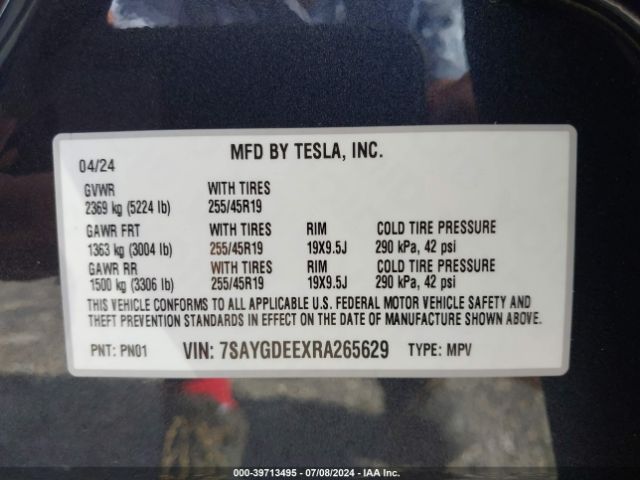 MFD BY TESLA, INC.
04/24
GVWR WITH TIRES
2369 kg (5224 lb) 255/45R19
GAWR FRT WITH TIRES RIM COLD TIRE PRESSURE
1363 kg (3004 lb) 255/45R19 19X9.5J 290 kPa, 42 psi
GAWR RR WITH TIRES RIM COLD TIRE PRESSURE
1500 kg (3306 lb) 255/45R19 19X9.5J 290 kPa, 42 psi
THIS VEHICLE CONFORMS TO ALL APPLICABLE U.S. FEDERAL MOTOR VEHICLE SAFETY AND
THEFT PREVENTION STANDARDS IN EFFECT ON THE DATE OF MANUFACTURE SHOWN ABOVE.
PNT: PN01 VIN: 7SAYGDEEXRA265629 TYPE: MPV
000-39713495 - 07/08/2024 - IAA Inc.